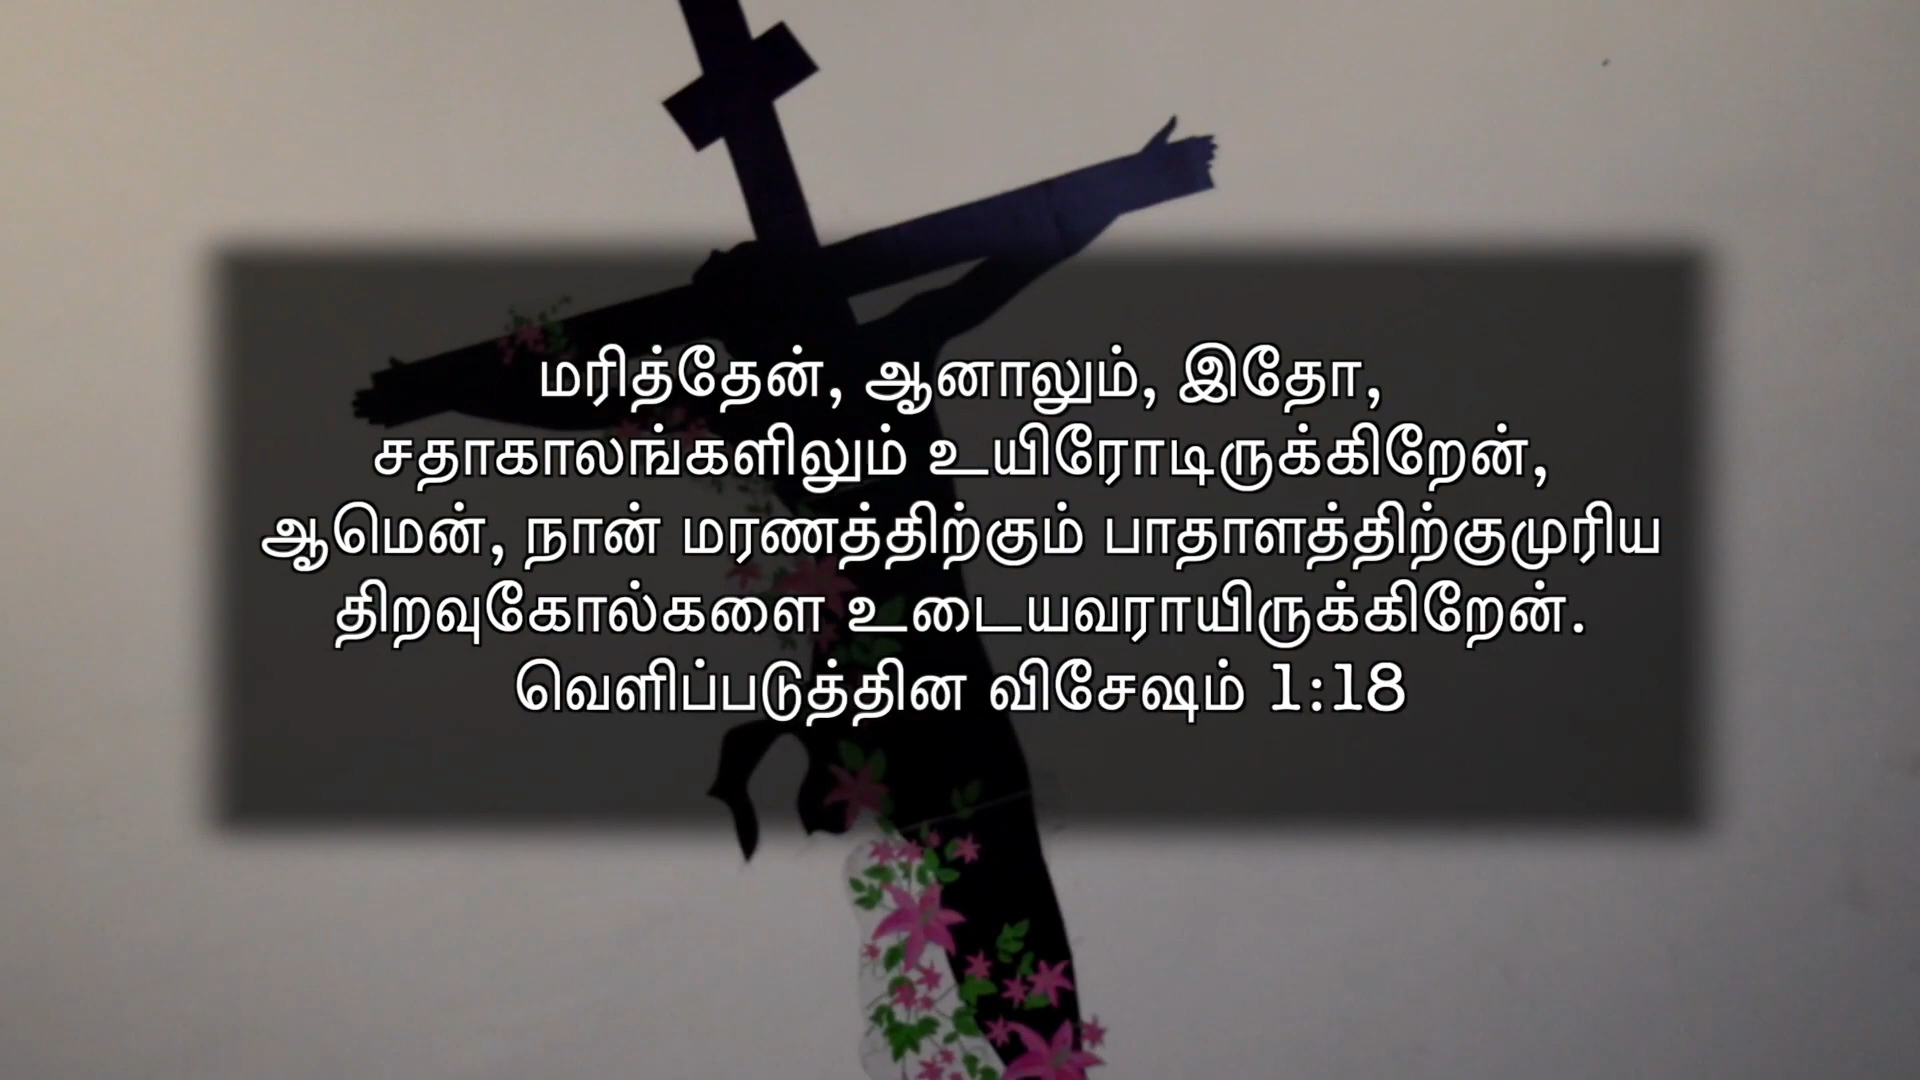 மரித்தேன், ஆனாலும், இதோ,
சதாகாலங்களிலும் உயிரோடிருக்கிறேன்,
ஆமென், நான் மரணத்திற்கும் பாதாளத்திற்குமுரிய
திறவுகோல்களை உடையவராயிருக்கிறேன்.
வெளிப்படுத்தின விசேஷம் 1:18